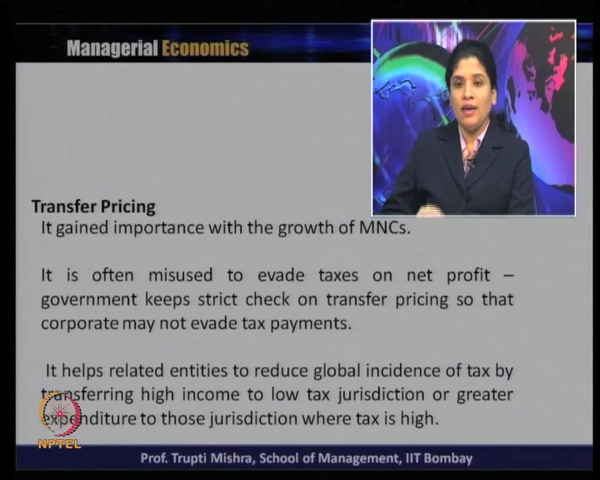 Managerial Economics
Transfer Pricing
It gained importance with the growth of MNCs.
It is often misused to evade taxes on net profit –
government keeps strict check on transfer pricing so that
corporate may not evade tax payments.
It helps related entities to reduce global incidence of tax by
transferring high income to low tax jurisdiction or greater
expenditure to those jurisdiction where tax is high.
NPTEL
Prof. Trupti Mishra, School of Management, IIT Bombay